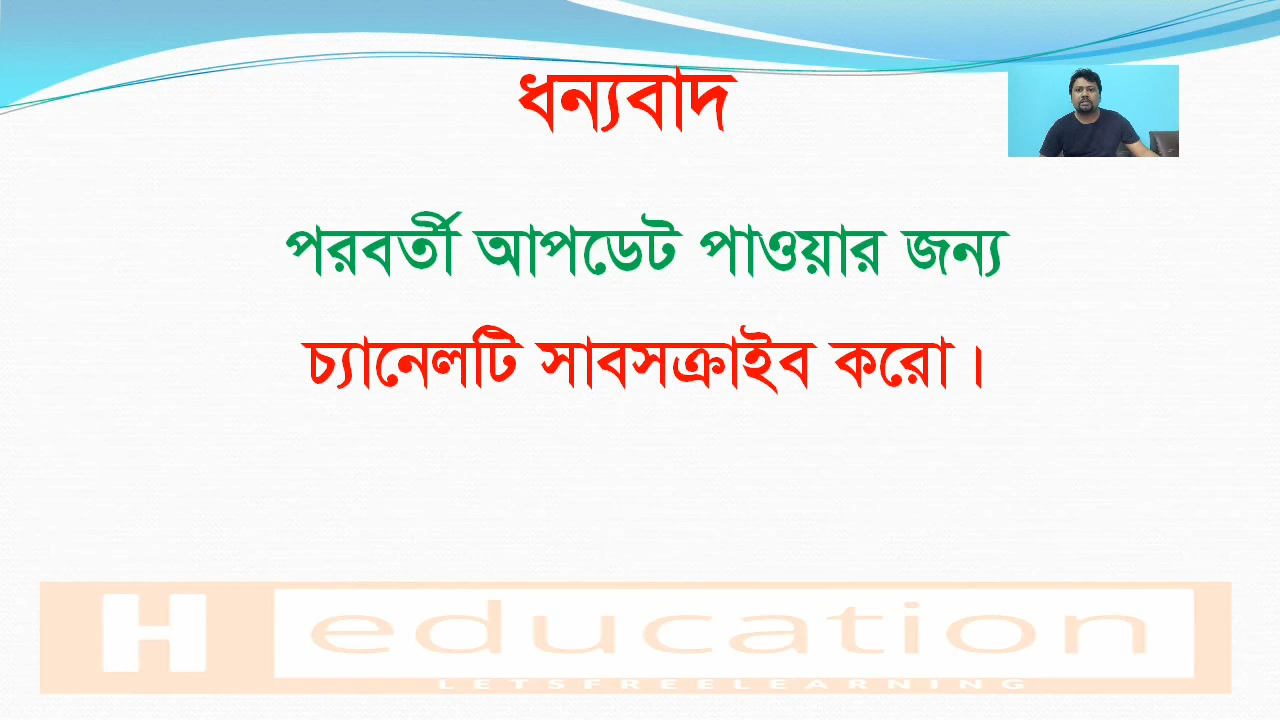 ধন্যবাদ
পরবর্তী আপডেট পাওয়ার জন্য
চ্যানেলটি সাবসক্রাইব করো।
H education
LETSFREELEARNING